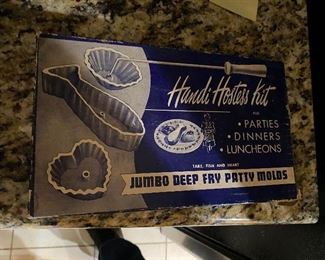 Handi Hostess Kit
FOR
• PARTIES
• DINNERS
• LUNCHEONS
TART, FISH AND HEART
JUMBO DEEP FRY PATTY MOLDS